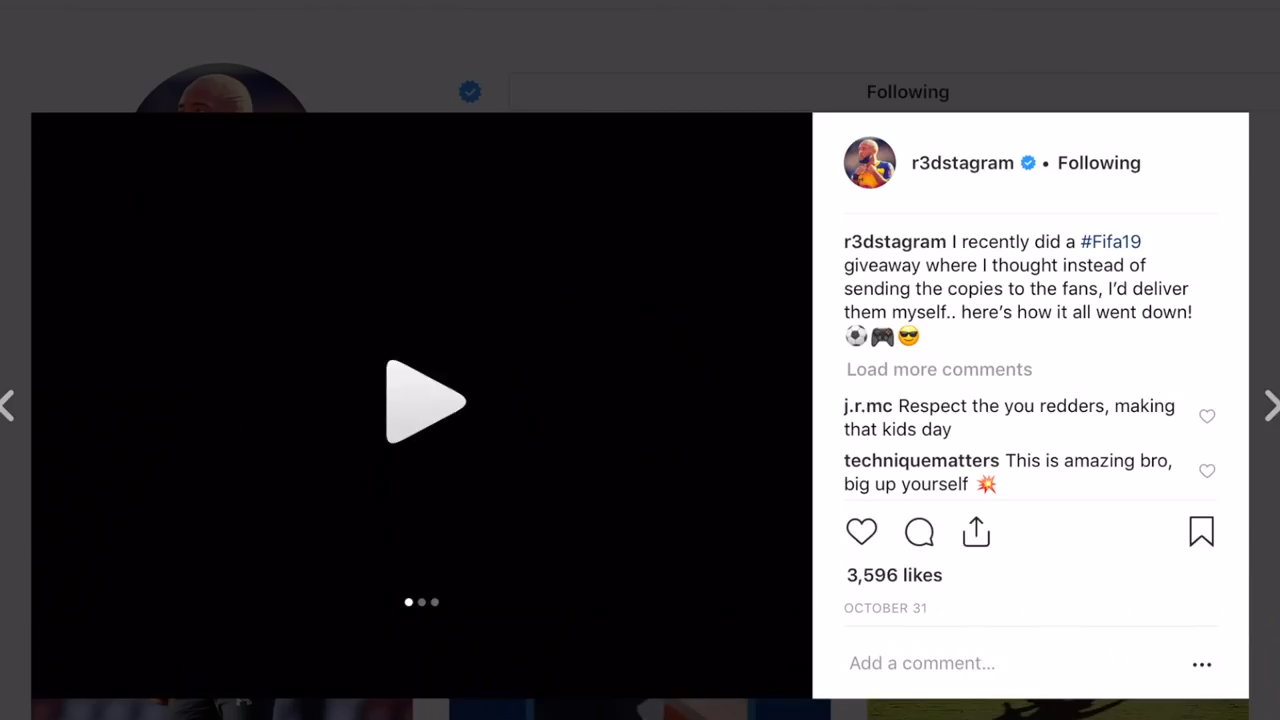 Following
r3dstagram • Following
r3dstagram I recently did a #Fifa19
giveaway where I thought instead of
sending the copies to the fans, I’d deliver
them myself.. here’s how it all went down!
⚽🎮😎
Load more comments
j.r.mc Respect the you redders, making
that kids day
techniquematters This is amazing bro,
big up yourself 💥
3,596 likes
OCTOBER 31
Add a comment...